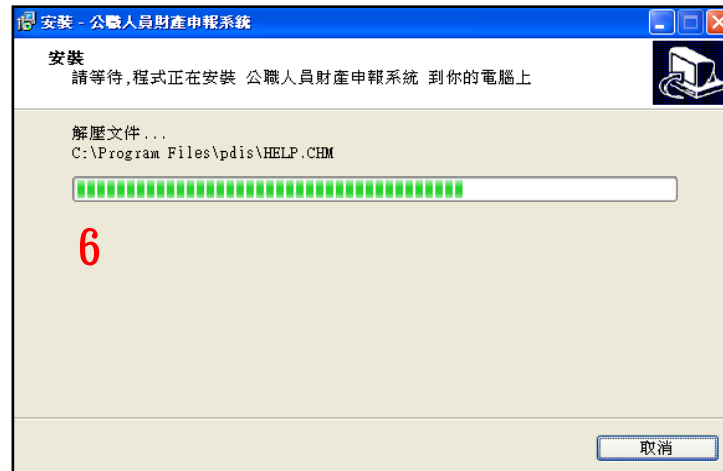 安裝 - 公職人員財產申報系統
安裝
請等待,程式正在安裝 公職人員財產申報系統 到你的電腦上
解壓文件...
C:\Program Files\pdis\HELP.CHM
6
取消